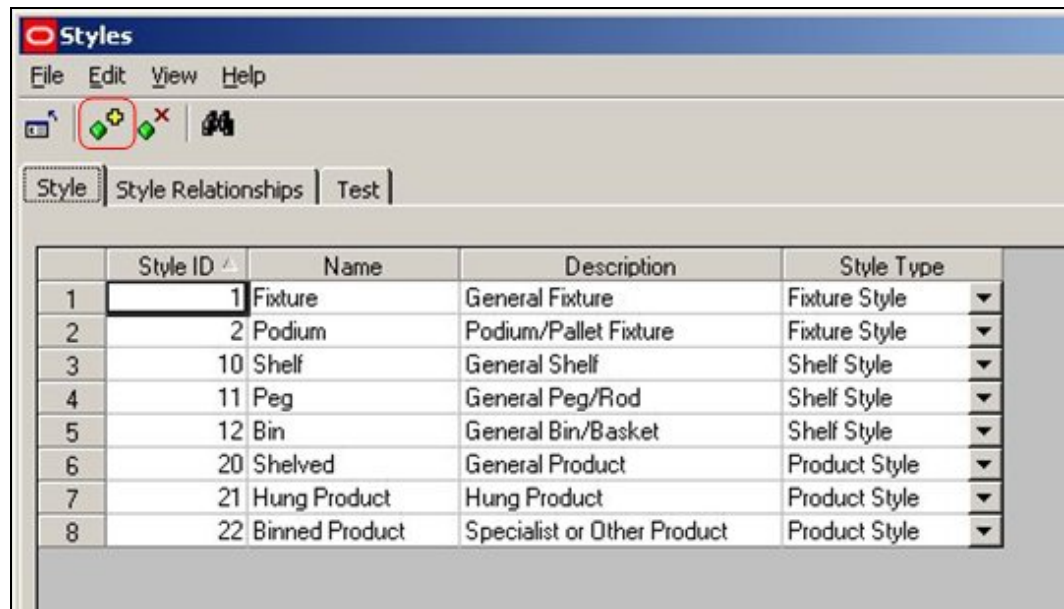 Styles
File Edit View Help
Style Style Relationships Test
Style ID Name Description Style Type
1 1 Fixture General Fixture Fixture Style
2 2 Podium Podium/Pallet Fixture Fixture Style
3 10 Shelf General Shelf Shelf Style
4 11 Peg General Peg/Rod Shelf Style
5 12 Bin General Bin/Basket Shelf Style
6 20 Shelved General Product Product Style
7 21 Hung Product Hung Product Product Style
8 22 Binned Product Specialist or Other Product Product Style